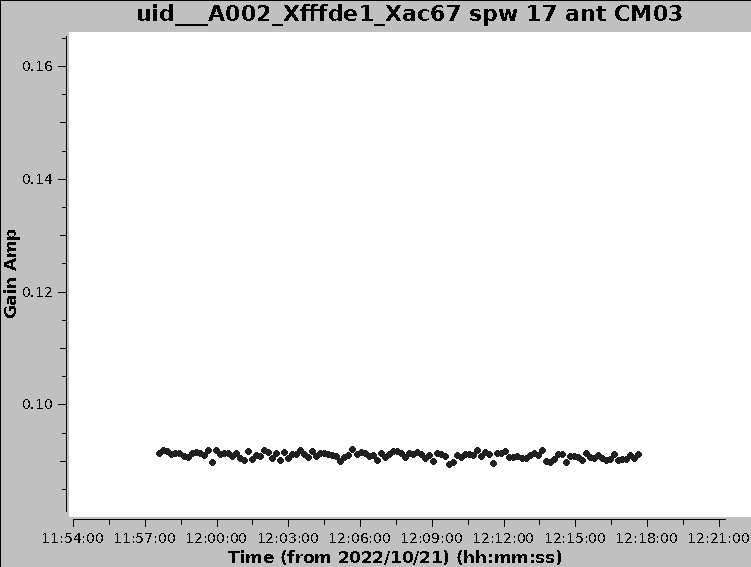 uid___A002_Xfffde1_Xac67 spw 17 ant CM03
0.16
0.14
0.12
0.10
Gain Amp
11:54:00 11:57:00 12:00:00 12:03:00 12:06:00 12:09:00 12:12:00 12:15:00 12:18:00 12:21:00
Time (from 2022/10/21) (hh:mm:ss)